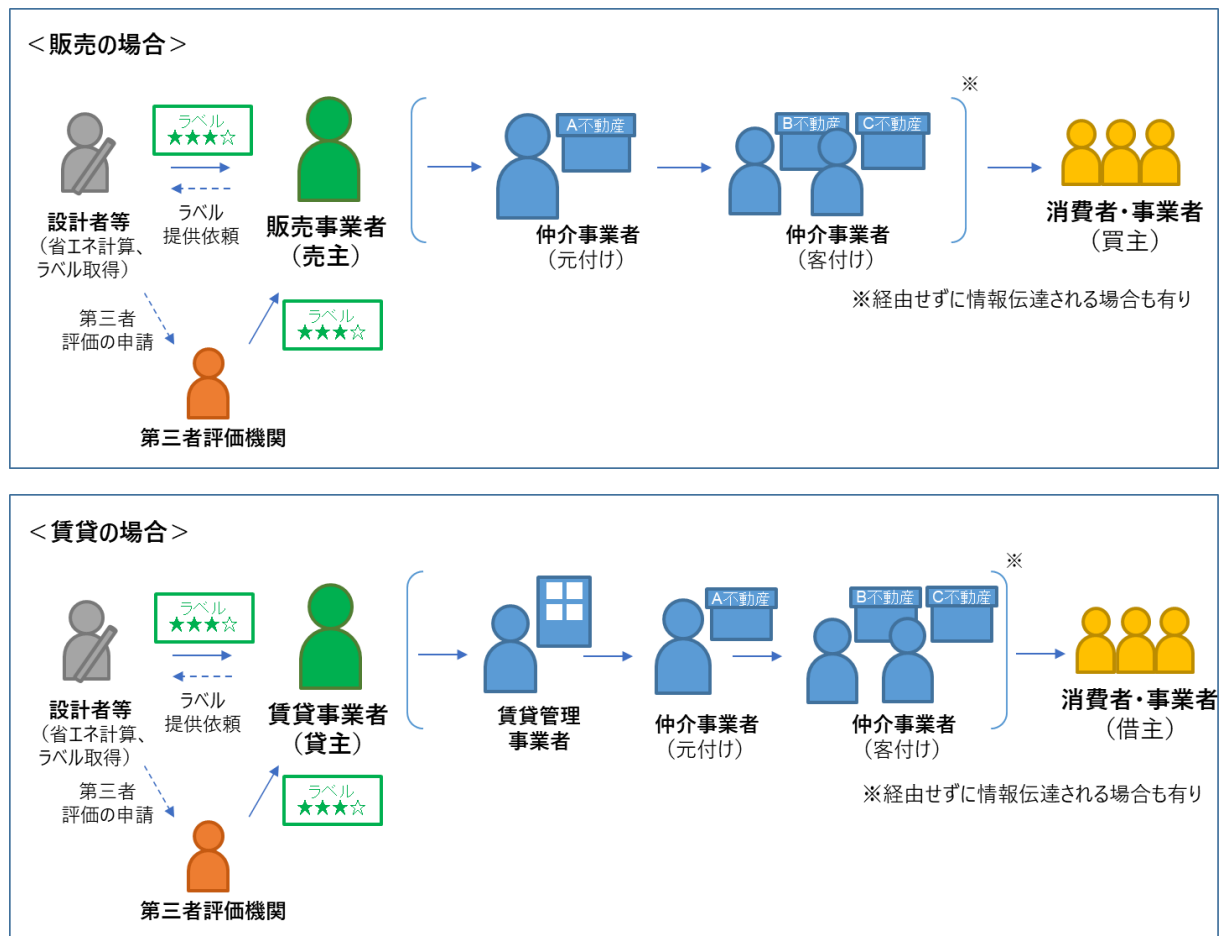 ＜販売の場合＞
※
ラベル
★★★☆
A不動産
B不動産
C不動産
設計者等
（省エネ計算、
ラベル取得）
ラベル
提供依頼
販売事業者
（売主）
仲介事業者
（元付け）
仲介事業者
（客付け）
消費者・事業者
（買主）
※経由せずに情報伝達される場合も有り
第三者
評価の申請
ラベル
★★★☆
第三者評価機関
＜賃貸の場合＞
※
ラベル
★★★☆
A不動産
B不動産
C不動産
設計者等
（省エネ計算、
ラベル取得）
ラベル
提供依頼
賃貸事業者
（貸主）
賃貸管理
事業者
仲介事業者
（元付け）
仲介事業者
（客付け）
消費者・事業者
（借主）
※経由せずに情報伝達される場合も有り
第三者
評価の申請
ラベル
★★★☆
第三者評価機関